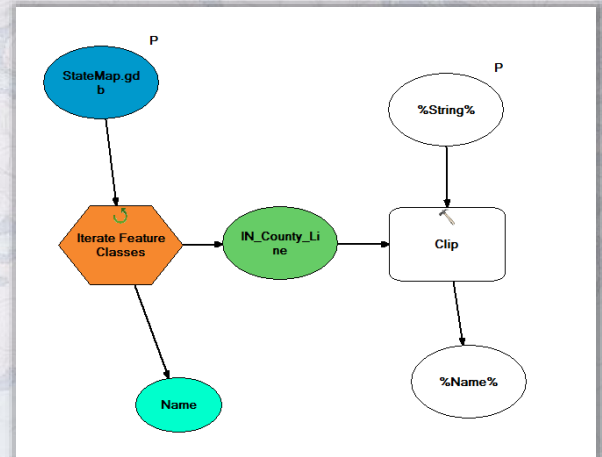 P
StateMap.gd
b
P
%String%
Iterate Feature
Classes
IN_County_Li
ne
Clip
Name
%Name%